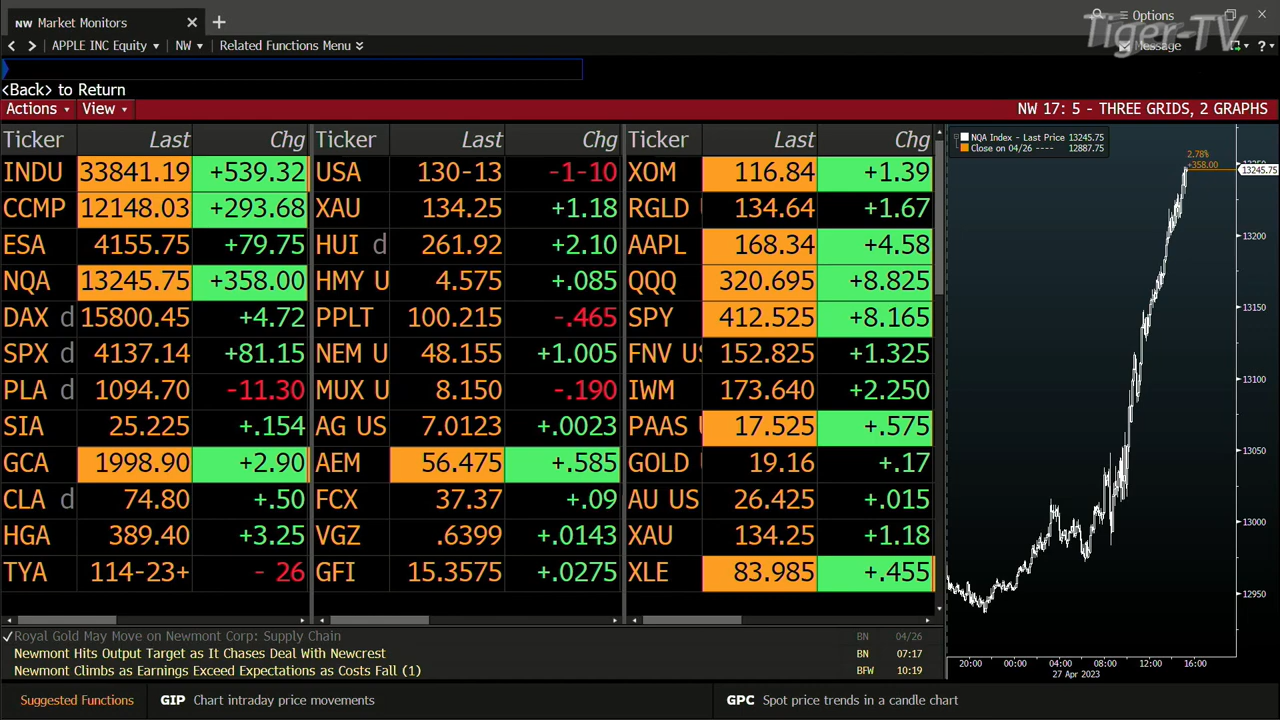 NW Market Monitors × +
Options
Tiger-TV
< > APPLE INC Equity NW Related Functions Menu
Message
?
<Back> to Return
Actions View NW 17: 5 - THREE GRIDS, 2 GRAPHS
Ticker Last Chg Ticker Last Chg Ticker Last Chg
INDU 33841.19 +539.32 USA 130-13 -1-10 XOM 116.84 +1.39
CCMP 12148.03 +293.68 XAU 134.25 +1.18 RGLD 134.64 +1.67
ESA 4155.75 +79.75 HUI d 261.92 +2.10 AAPL 168.34 +4.58
NQA 13245.75 +358.00 HMY U 4.575 +.085 QQQ 320.695 +8.825
DAX d 15800.45 +4.72 PPLT 100.215 -.465 SPY 412.525 +8.165
SPX d 4137.14 +81.15 NEM U 48.155 +1.005 FNV US 152.825 +1.325
PLA d 1094.70 -11.30 MUX U 8.150 -.190 IWM 173.640 +2.250
SIA 25.225 +.154 AG US 7.0123 +.0023 PAAS 17.525 +.575
GCA 1998.90 +2.90 AEM 56.475 +.585 GOLD 19.16 +.17
CLA d 74.80 +.50 FCX 37.37 +.09 AU US 26.425 +.015
HGA 389.40 +3.25 VGZ .6399 +.0143 XAU 134.25 +1.18
TYA 114-23+ - 26 GFI 15.3575 +.0275 XLE 83.985 +.455
NQA Index - Last Price 13245.75
Close on 04/26 ---- 12887.75
2.78%
+358.00
13245.75
13200
13150
13100
13050
13000
12950
20:00 00:00 04:00 08:00 12:00 16:00
27 Apr 2023
Royal Gold May Move on Newmont Corp: Supply Chain BN 04/26
Newmont Hits Output Target as It Chases Deal With Newcrest BN 07:17
Newmont Climbs as Earnings Exceed Expectations as Costs Fall (1) BFW 10:19
Suggested Functions GIP Chart intraday price movements GPC Spot price trends in a candle chart